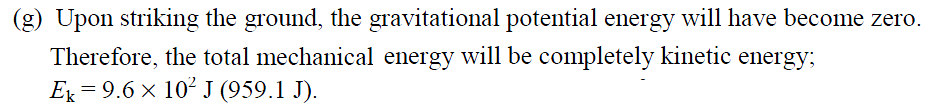 (g) Upon striking the ground, the gravitational potential energy will have become zero.
Therefore, the total mechanical energy will be completely kinetic energy;
Eₖ = 9.6 × 10² J (959.1 J).